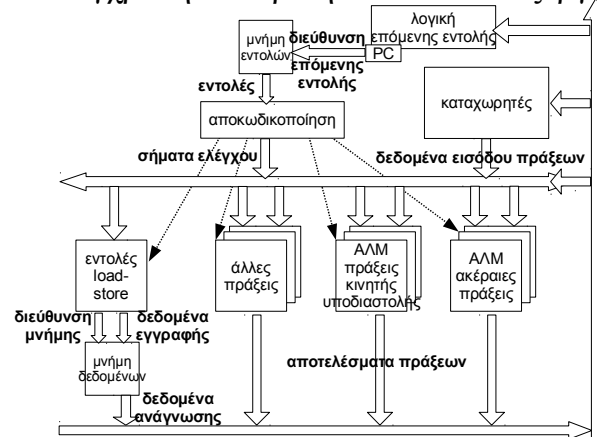 λογική
επόμενης εντολής
PC
μνήμη
εντολών
διεύθυνση
επόμενης
εντολής
εντολές
αποκωδικοποίηση
καταχωρητές
σήματα ελέγχου
δεδομένα εισόδου πράξεων
εντολές
load-
store
άλλες
πράξεις
ΑΛΜ
πράξεις
κινητής
υποδιαστολής
ΑΛΜ
ακέραιες
πράξεις
διεύθυνση
μνήμης
δεδομένα
εγγραφής
μνήμη
δεδομένων
αποτελέσματα πράξεων
δεδομένα
ανάγνωσης